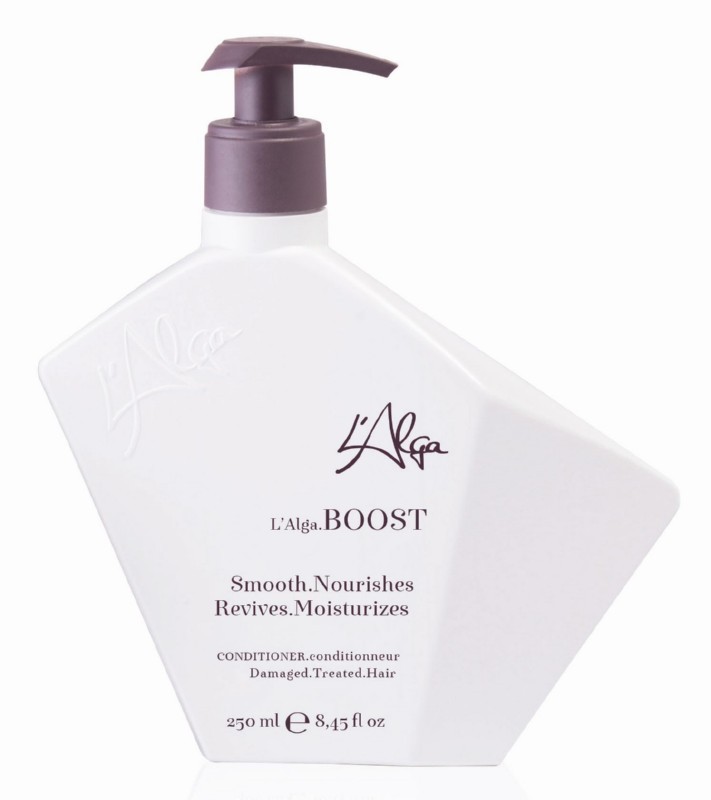 L'Alga
L'Alga
L'Alga.BOOST
Smooth.Nourishes
Revives.Moisturizes
CONDITIONER.conditionneur
Damaged.Treated.Hair
250 ml ℮ 8,45 fl oz